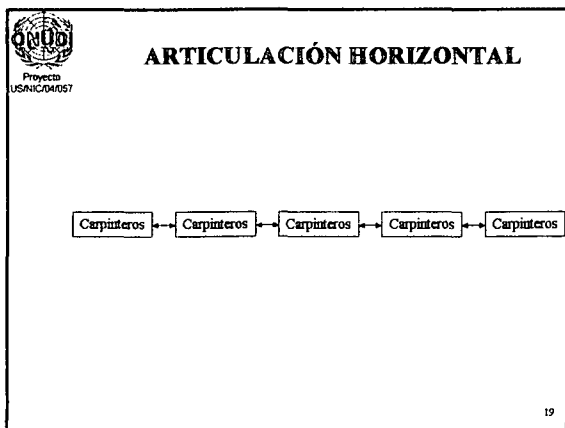 ONUDI
Proyecto
US/NIC/04/057
ARTICULACIÓN HORIZONTAL
Carpinteros Carpinteros Carpinteros Carpinteros Carpinteros
19